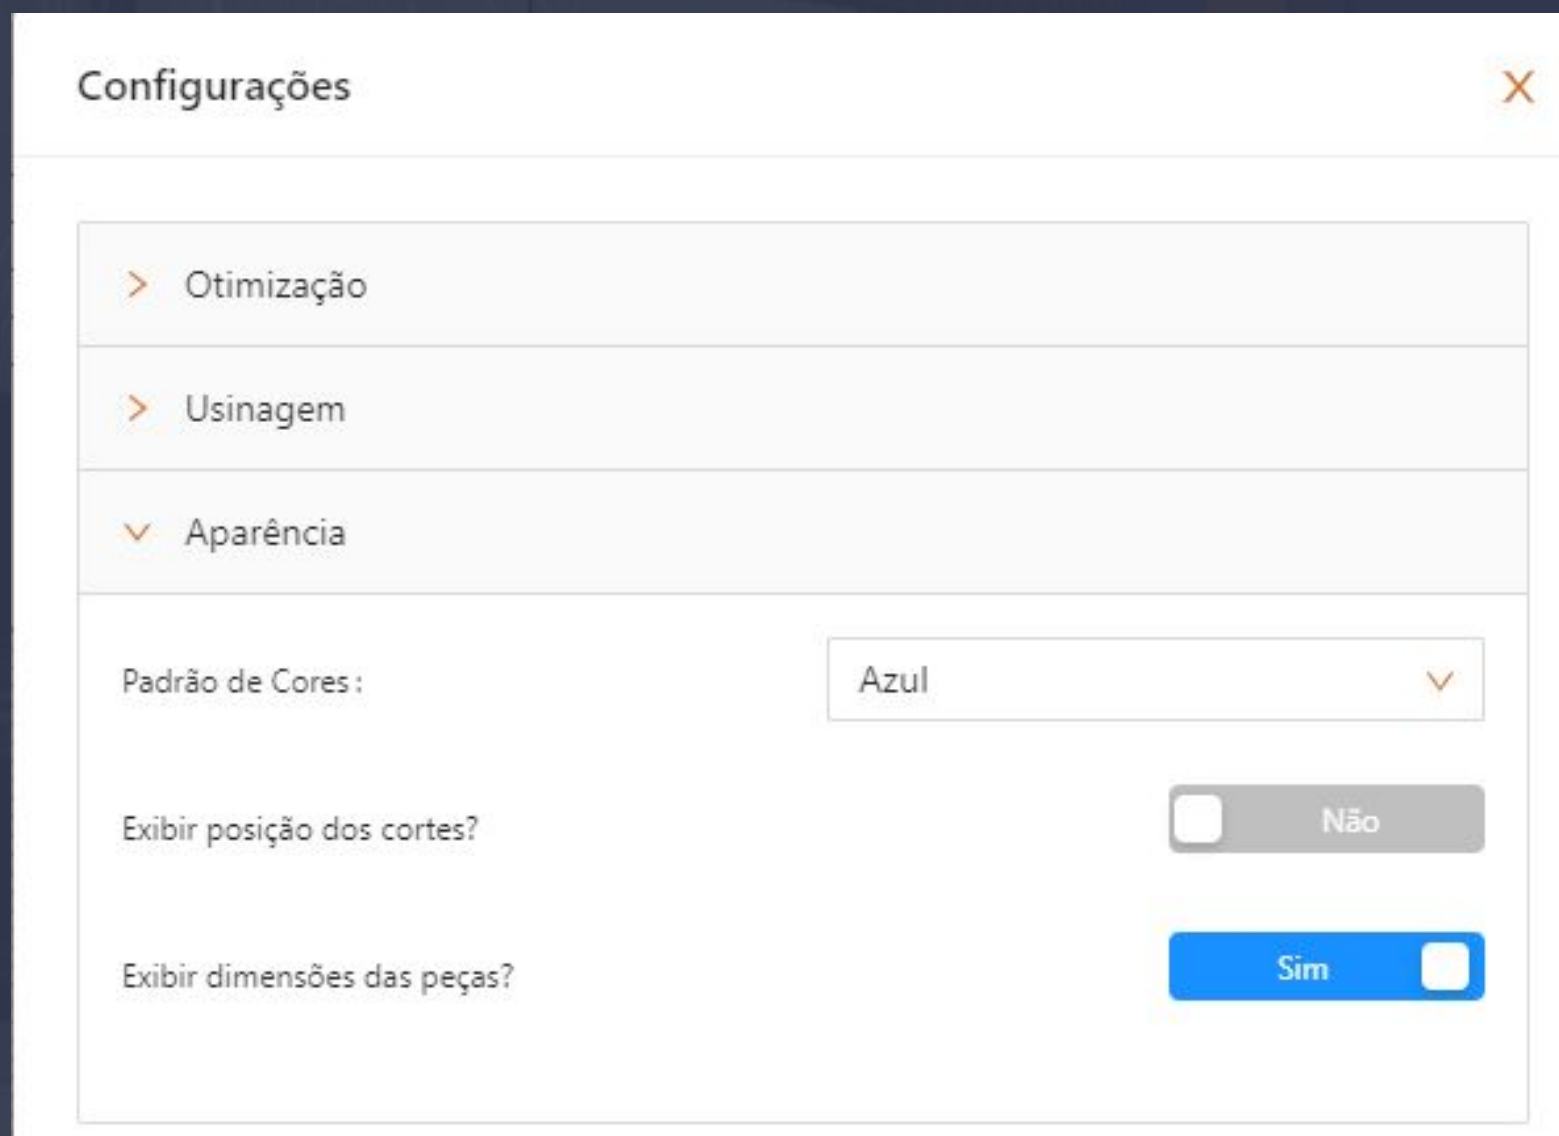 Configurações
Otimização
Usinagem
Aparência
Padrão de Cores :
Azul
Exibir posição dos cortes?
Não
Exibir dimensões das peças?
Sim